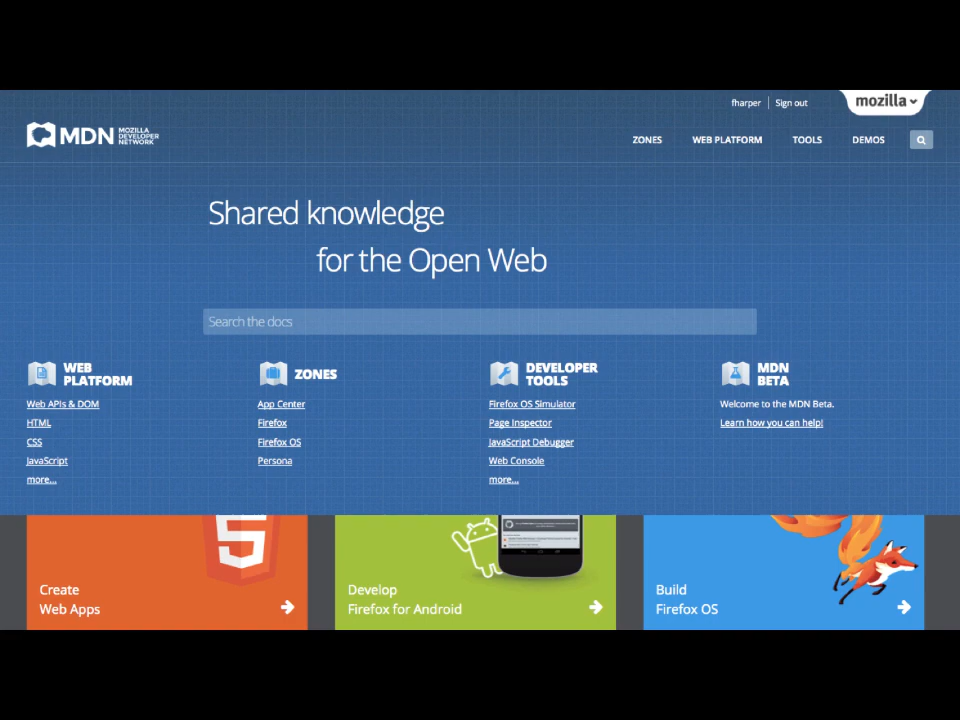 fharper
Sign out
mozilla
MDN MOZILLA DEVELOPER NETWORK
ZONES
WEB PLATFORM
TOOLS
DEMOS
Shared knowledge
for the Open Web
Search the docs
WEB
PLATFORM
Web APIs & DOM
HTML
CSS
JavaScript
more...
ZONES
App Center
Firefox
Firefox OS
Persona
DEVELOPER
TOOLS
Firefox OS Simulator
Page Inspector
JavaScript Debugger
Web Console
more...
MDN
BETA
Welcome to the MDN Beta.
Learn how you can help!
5
Create
Web Apps
Develop
Firefox for Android
Build
Firefox OS